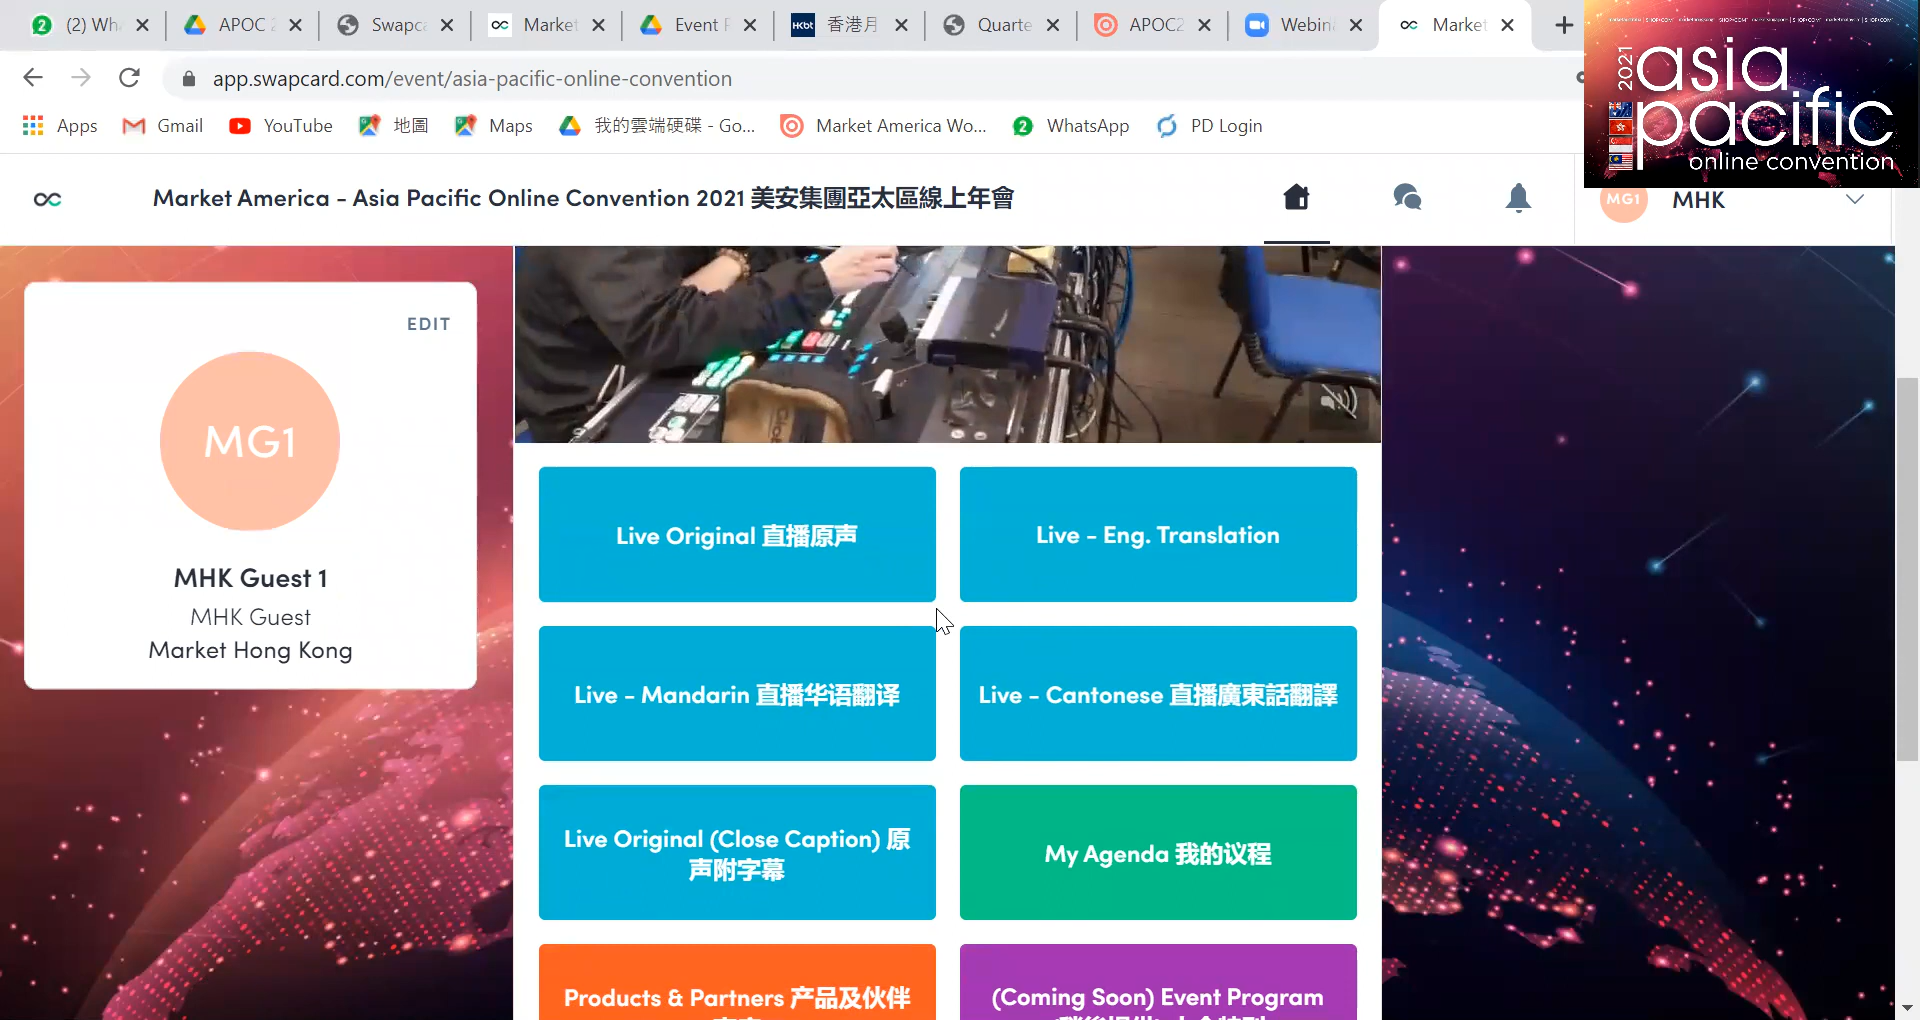 (2) Wh
APOC 2
Swapc
Market
Event
HKbt
香港月
Quarte
APOC2
Webin
Market
app.swapcard.com/event/asia-pacific-online-convention
Apps
Gmail
YouTube
地圖
Maps
我的雲端硬碟 - Go...
Market America Wo...
2
WhatsApp
PD Login
2021
asia
pacific
online convention
Market America - Asia Pacific Online Convention 2021 美安集團亞太區線上年會
MG1
MHK
EDIT
MG1
MHK Guest 1
MHK Guest
Market Hong Kong
Live Original 直播原声
Live - Eng. Translation
Live - Mandarin 直播华语翻译
Live - Cantonese 直播廣東話翻譯
Live Original (Close Caption) 原
声附字幕
My Agenda 我的议程
Products & Partners 产品及伙伴
(Coming Soon) Event Program